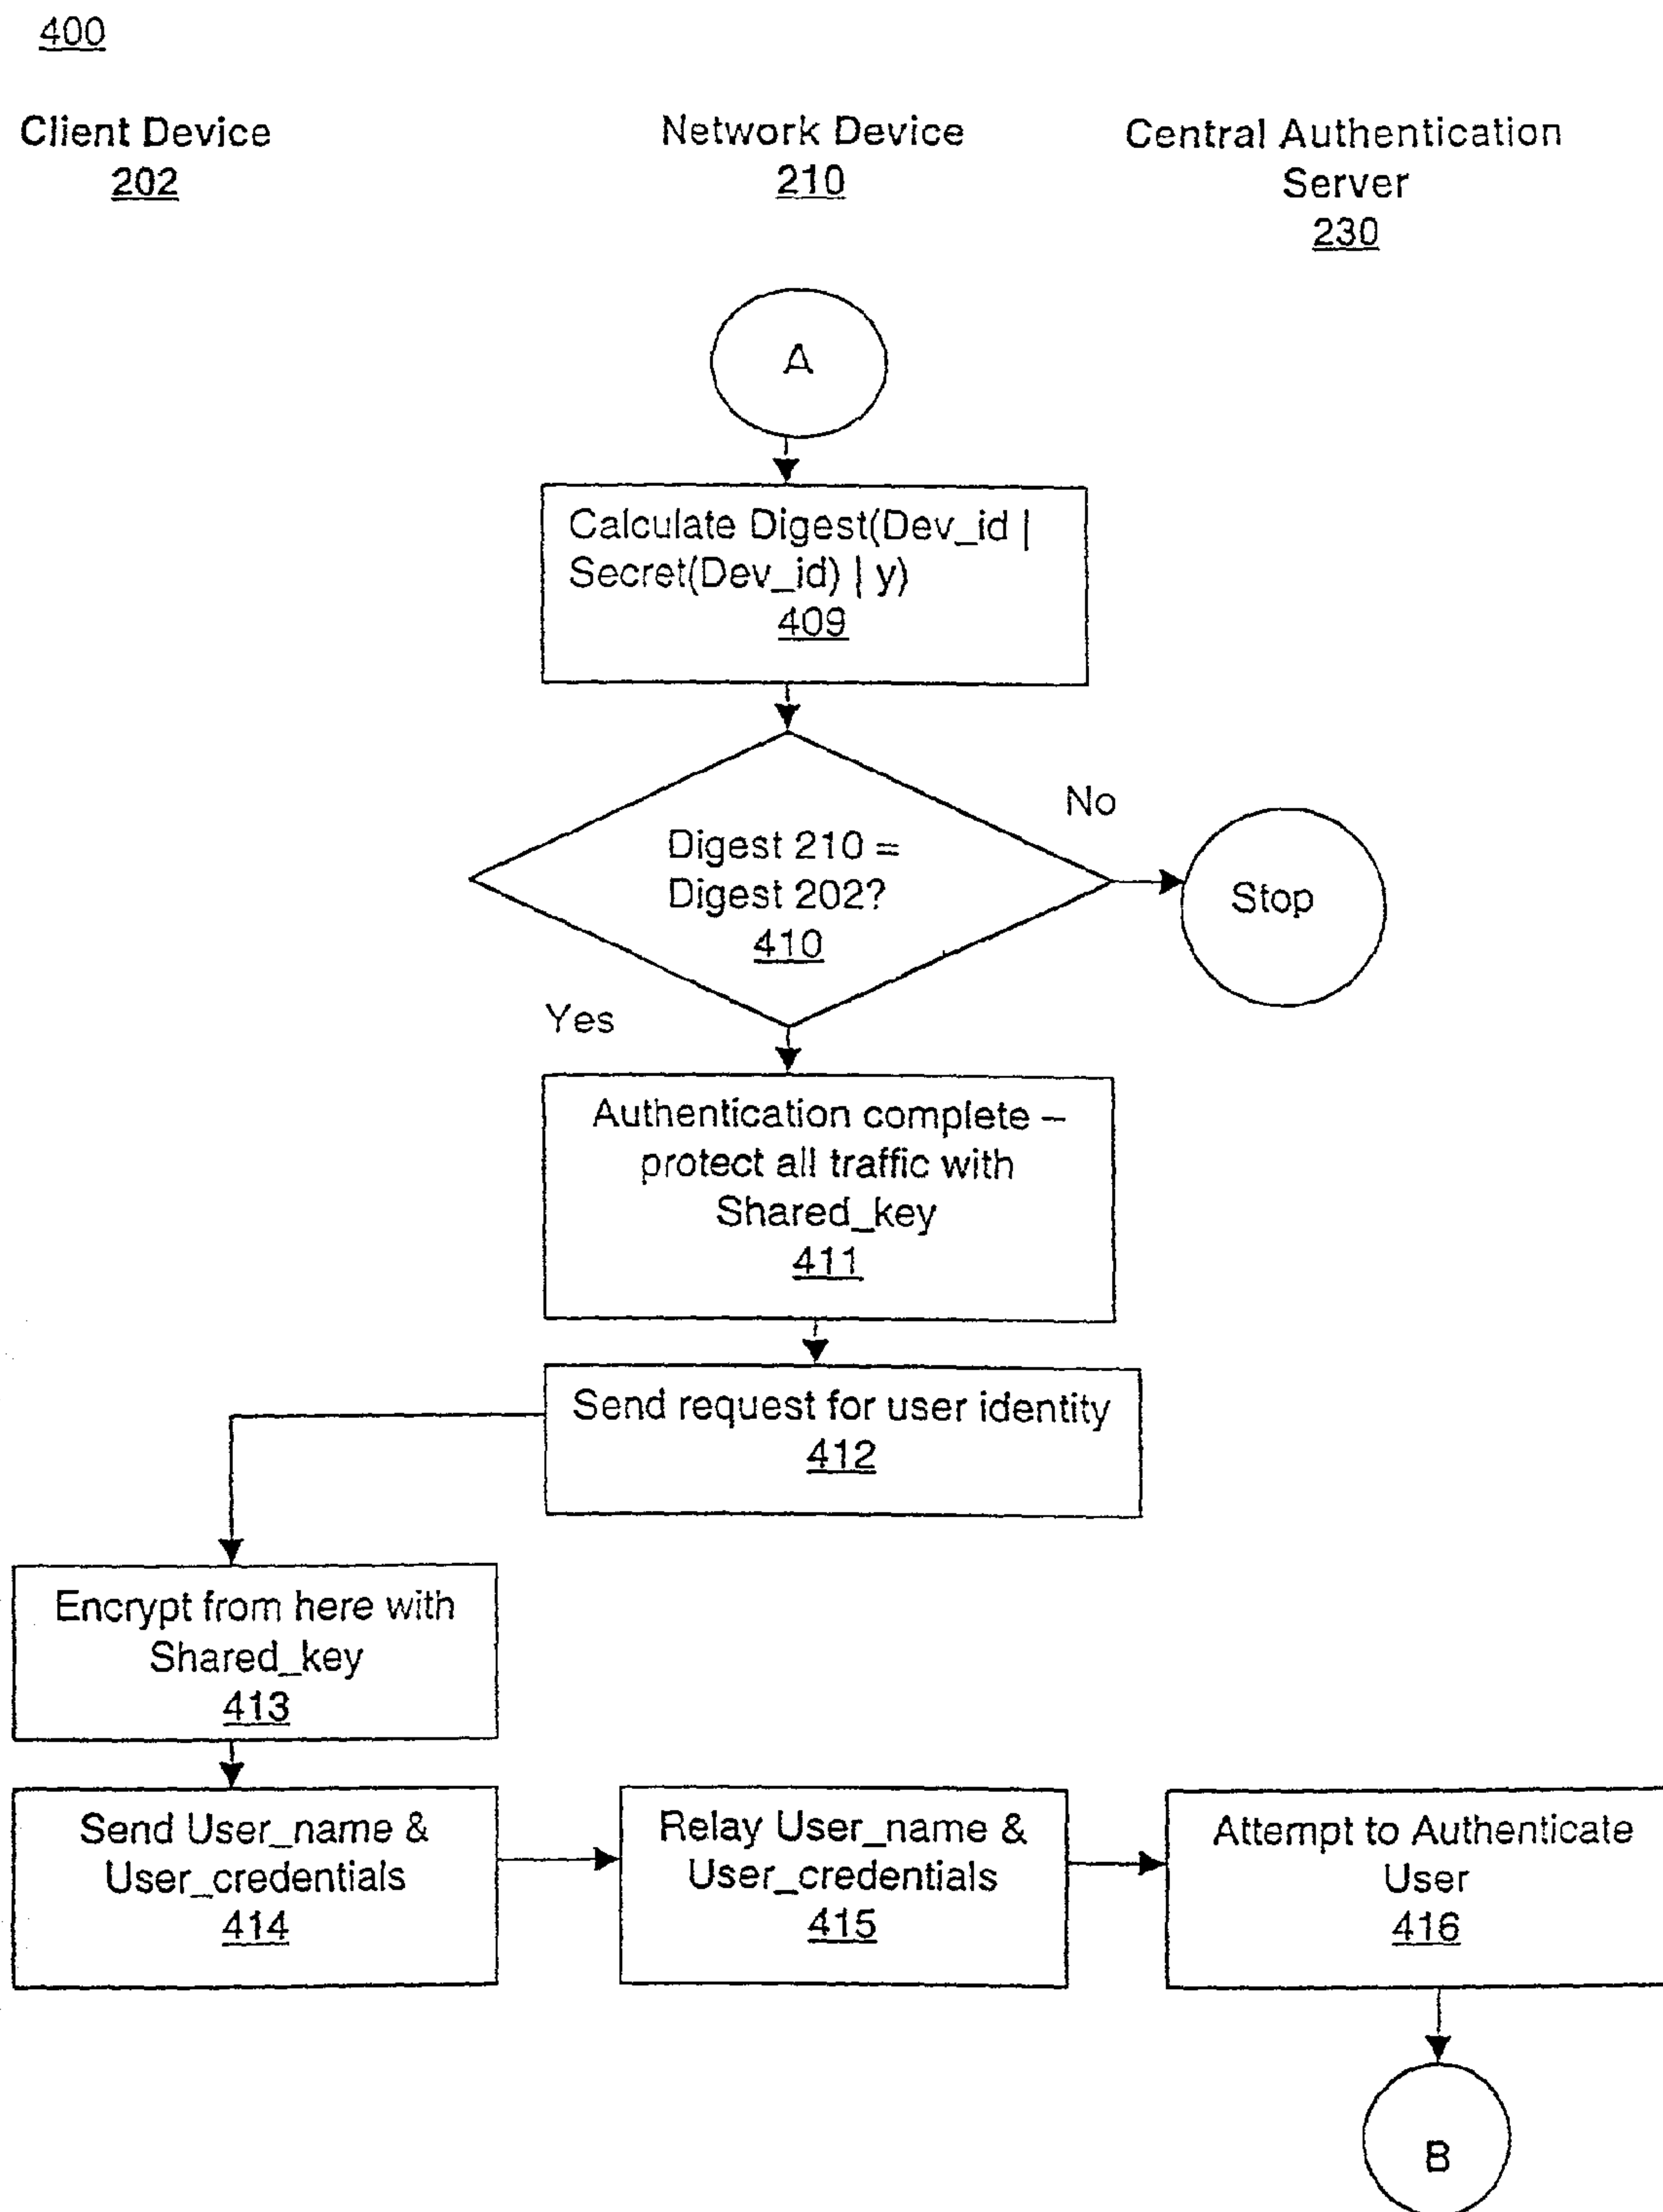 400
Client Device
202
Network Device
210
Central Authentication
Server
230
A
Calculate Digest(Dev_id |
Secret(Dev_id) | y)
409
Digest 210 =
Digest 202?
410
No
Stop
Yes
Authentication complete –
protect all traffic with
Shared_key
411
Send request for user identity
412
Encrypt from here with
Shared_key
413
Send User_name &
User_credentials
414
Relay User_name &
User_credentials
415
Attempt to Authenticate
User
416
B